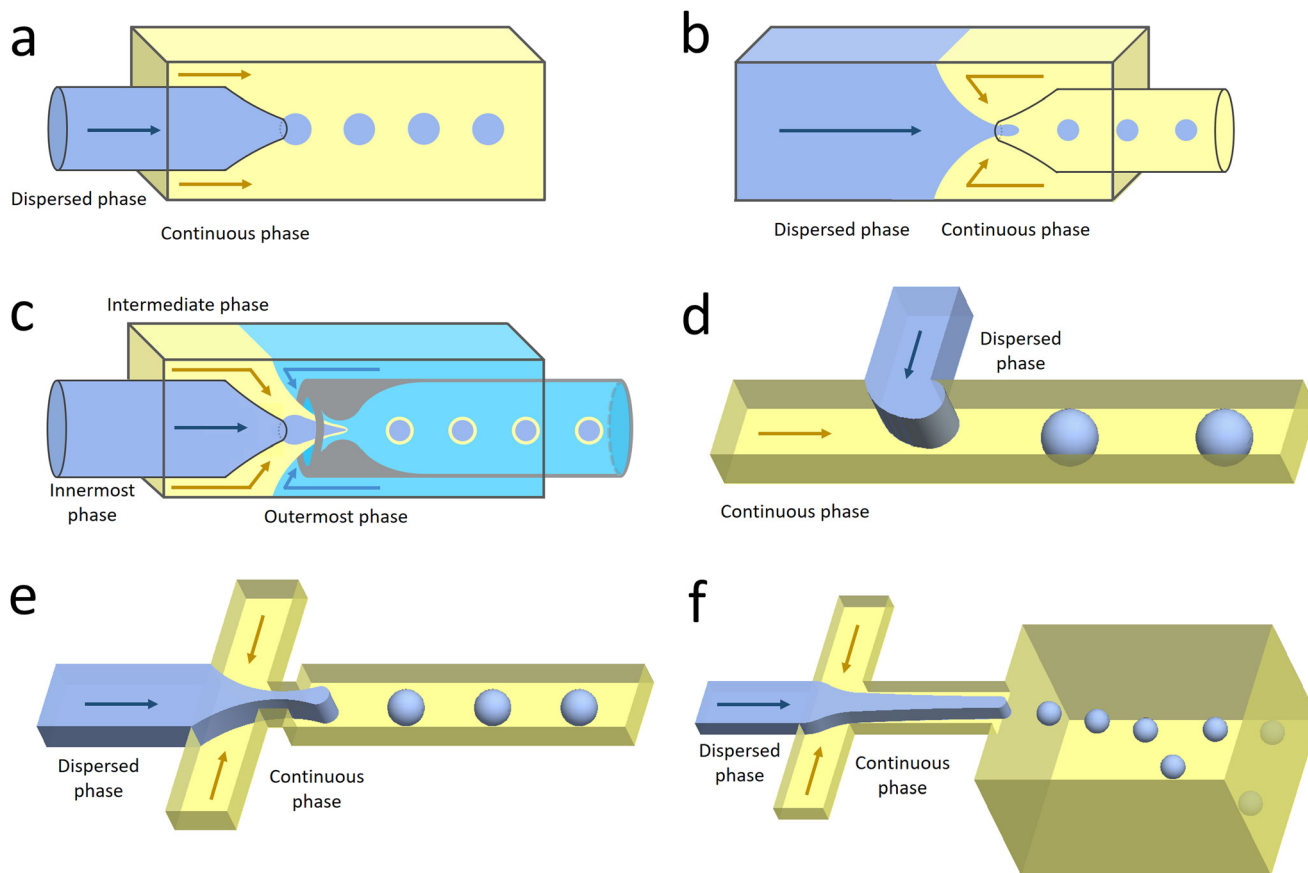 a
Dispersed phase
Continuous phase
b
Dispersed phase
Continuous phase
c
Intermediate phase
Innermost
phase
Outermost phase
d
Dispersed
phase
Continuous phase
e
Dispersed
phase
Continuous
phase
f
Dispersed
phase
Continuous
phase